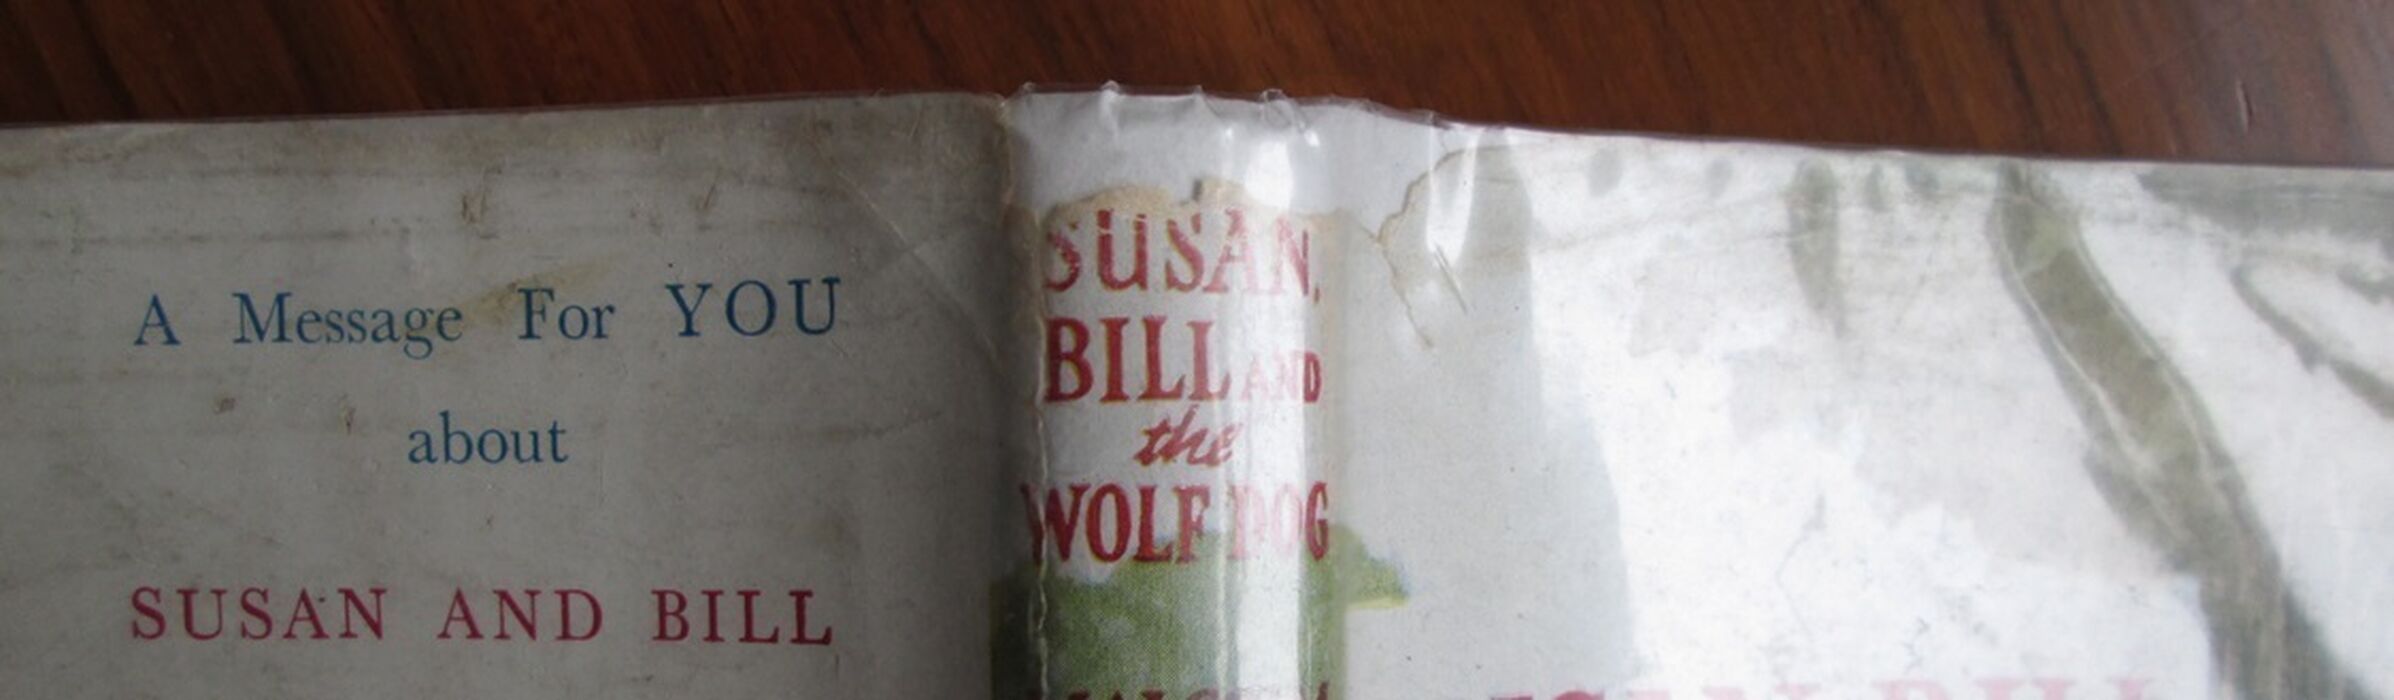 A Message For YOU
about
SUSAN AND BILL
SUSAN,
BILL AND
the
WOLF DOG